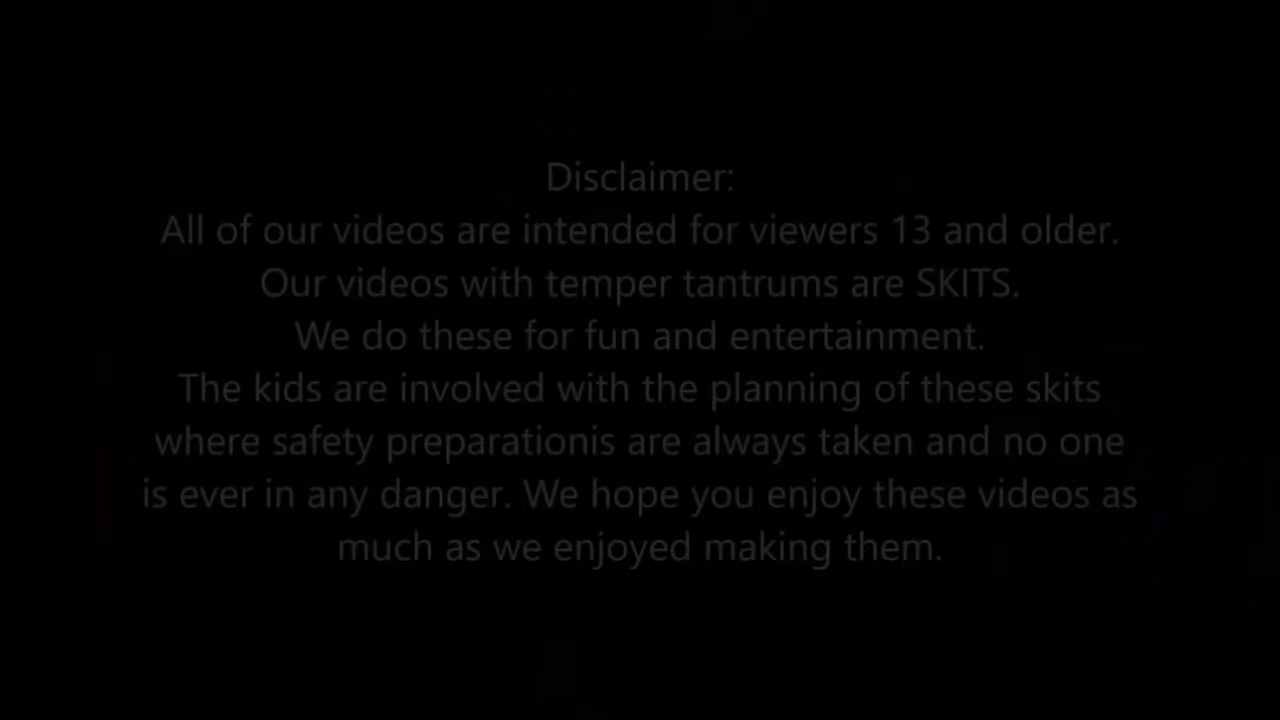 Disclaimer:
All of our videos are intended for viewers 13 and older.
Our videos with temper tantrums are SKITS.
We do these for fun and entertainment.
The kids are involved with the planning of these skits
where safety preparationis are always taken and no one
is ever in any danger. We hope you enjoy these videos as
much as we enjoyed making them.